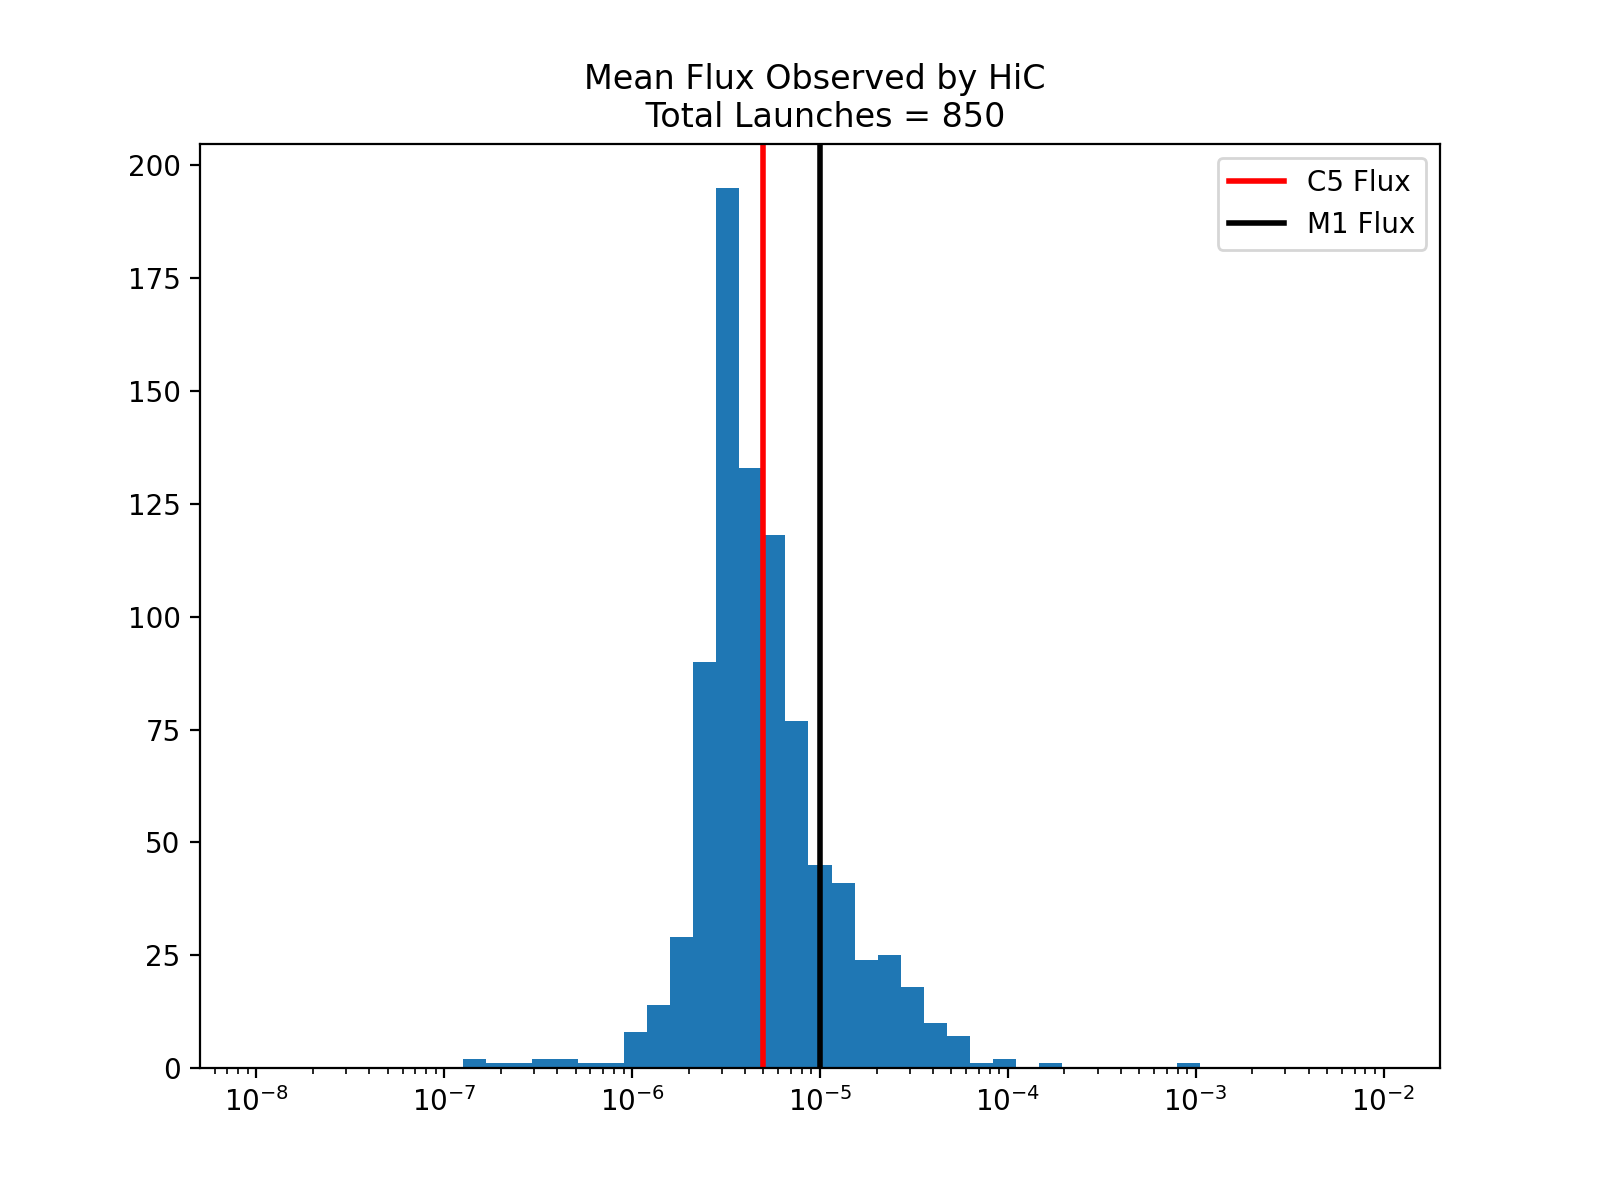 Mean Flux Observed by HiC
Total Launches = 850
C5 Flux
M1 Flux
200
175
150
125
100
75
50
25
0
10⁻⁸ 10⁻⁷ 10⁻⁶ 10⁻⁵ 10⁻⁴ 10⁻³ 10⁻²